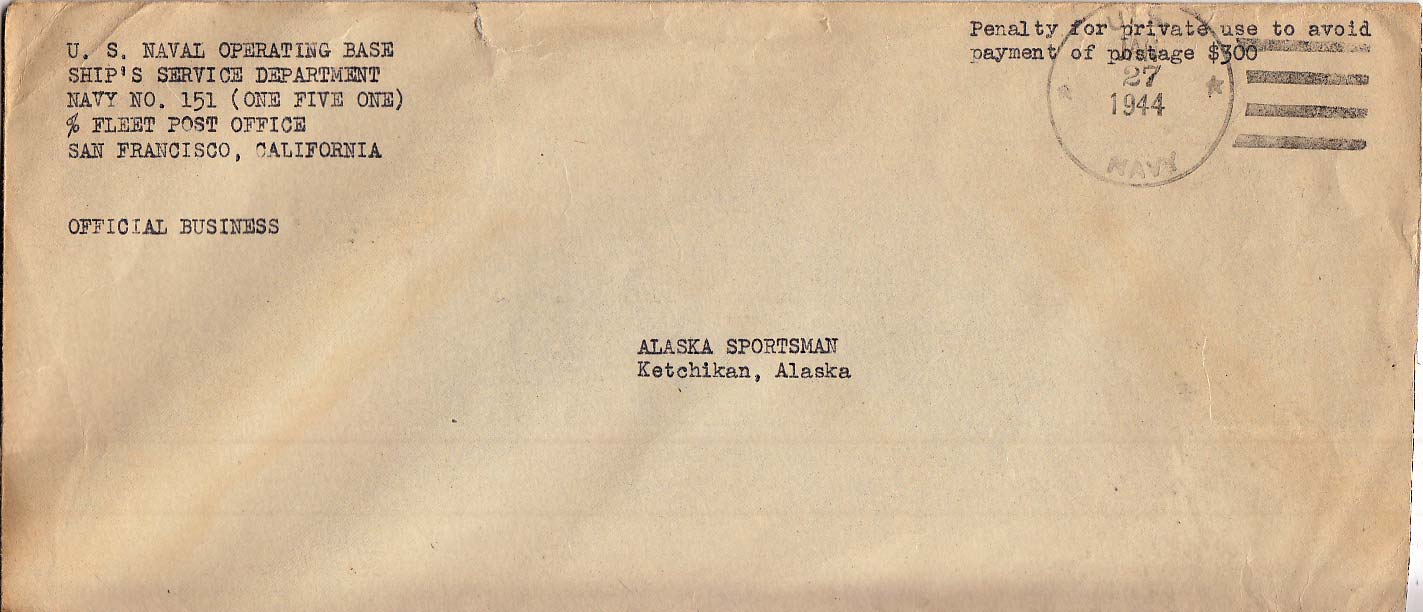 U. S. NAVAL OPERATING BASE
SHIP'S SERVICE DEPARTMENT
NAVY NO. 151 (ONE FIVE ONE)
% FLEET POST OFFICE
SAN FRANCISCO, CALIFORNIA
OFFICIAL BUSINESS
Penalty for private use to avoid
payment of postage $300
U.S.
27
1944
NAVY
ALASKA SPORTSMAN
Ketchikan, Alaska